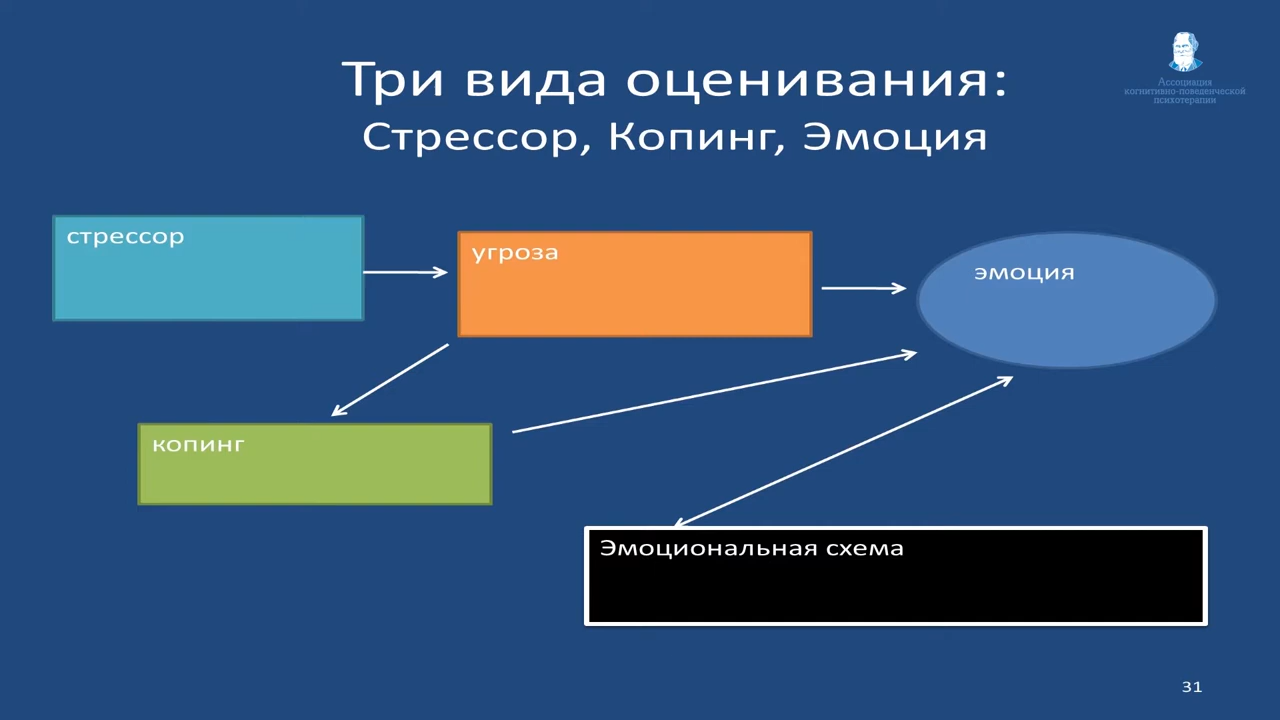 Три вида оценивания:
Стрессор, Копинг, Эмоция
Ассоциация
когнитивно-поведенческой
психотерапии
стрессор
угроза
эмоция
копинг
Эмоциональная схема
31